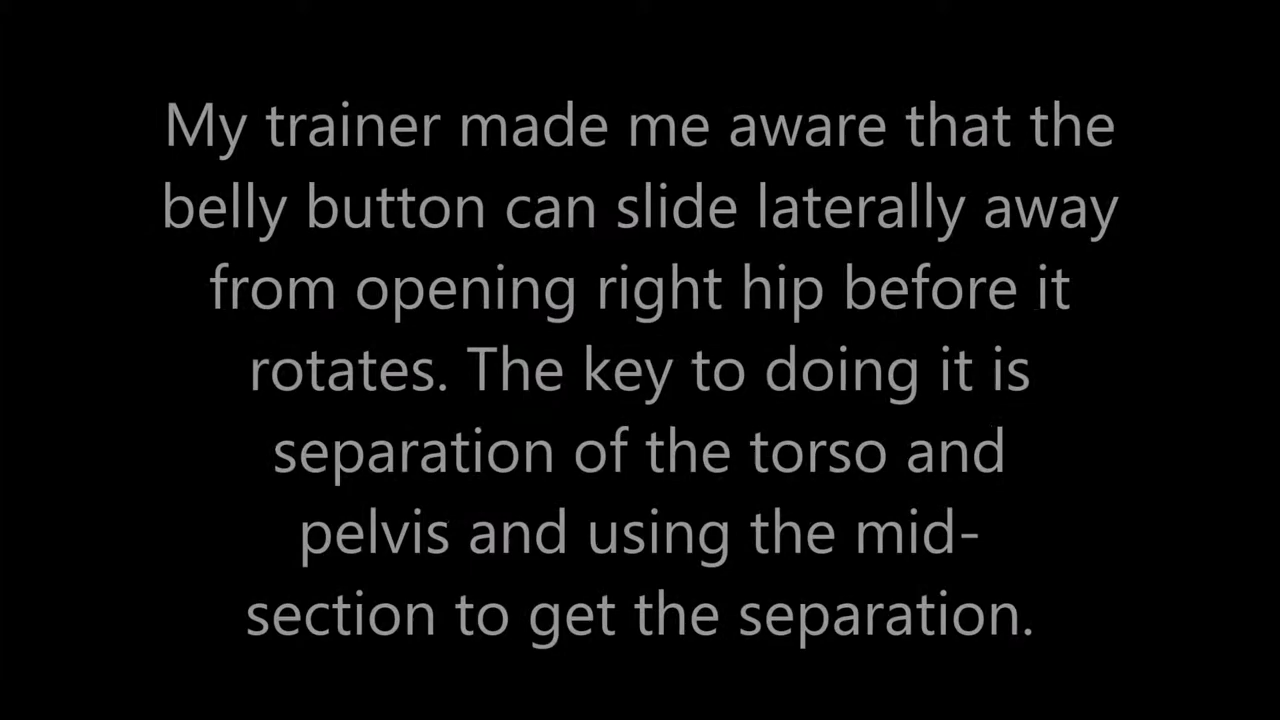 My trainer made me aware that the
belly button can slide laterally away
from opening right hip before it
rotates. The key to doing it is
separation of the torso and
pelvis and using the mid-
section to get the separation.